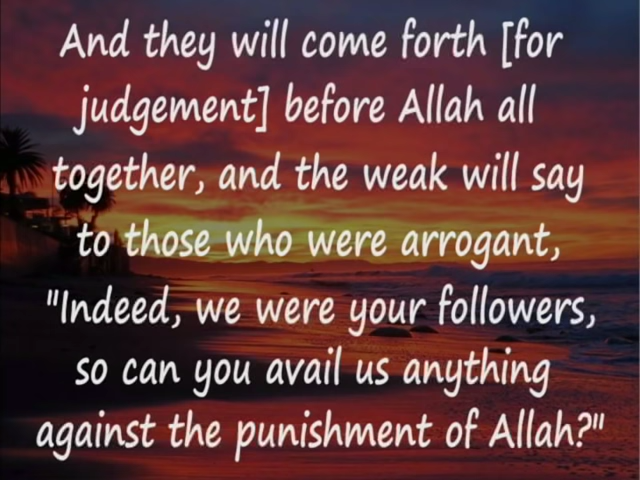 And they will come forth [for
judgement] before Allah all
together, and the weak will say
to those who were arrogant,
"Indeed, we were your followers,
so can you avail us anything
against the punishment of Allah?"